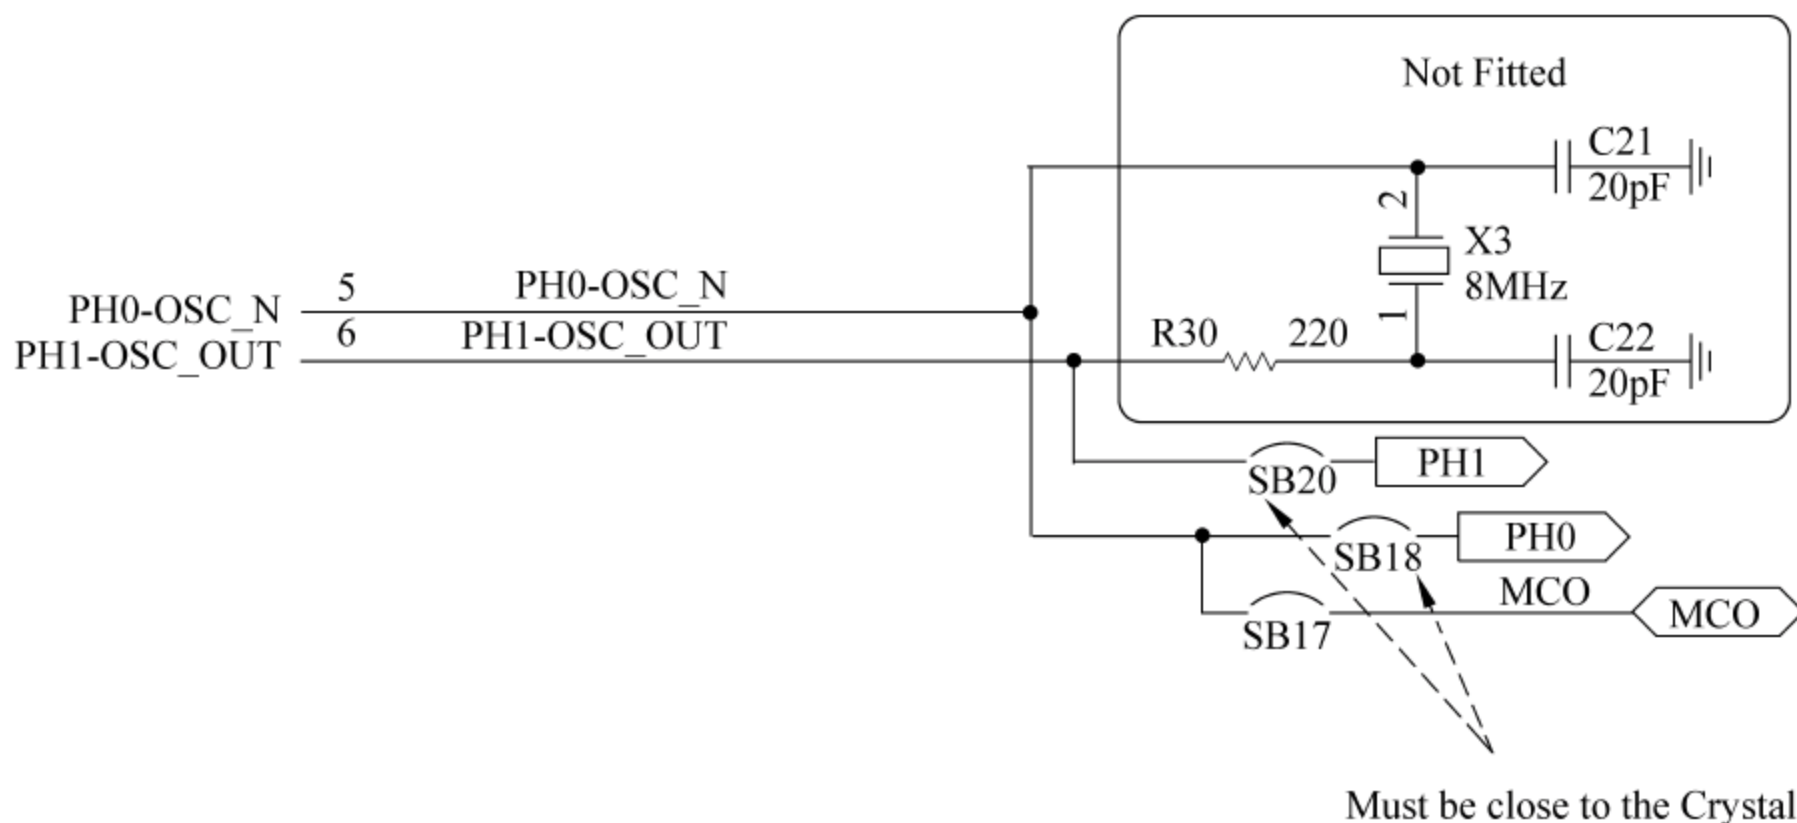 Not Fitted
C21
20pF
2
X3
8MHz
1
PH0-OSC_N
5
PH0-OSC_N
PH1-OSC_OUT
6
PH1-OSC_OUT
R30
220
C22
20pF
SB20
PH1
SB18
PH0
SB17
MCO
MCO
Must be close to the Crystal